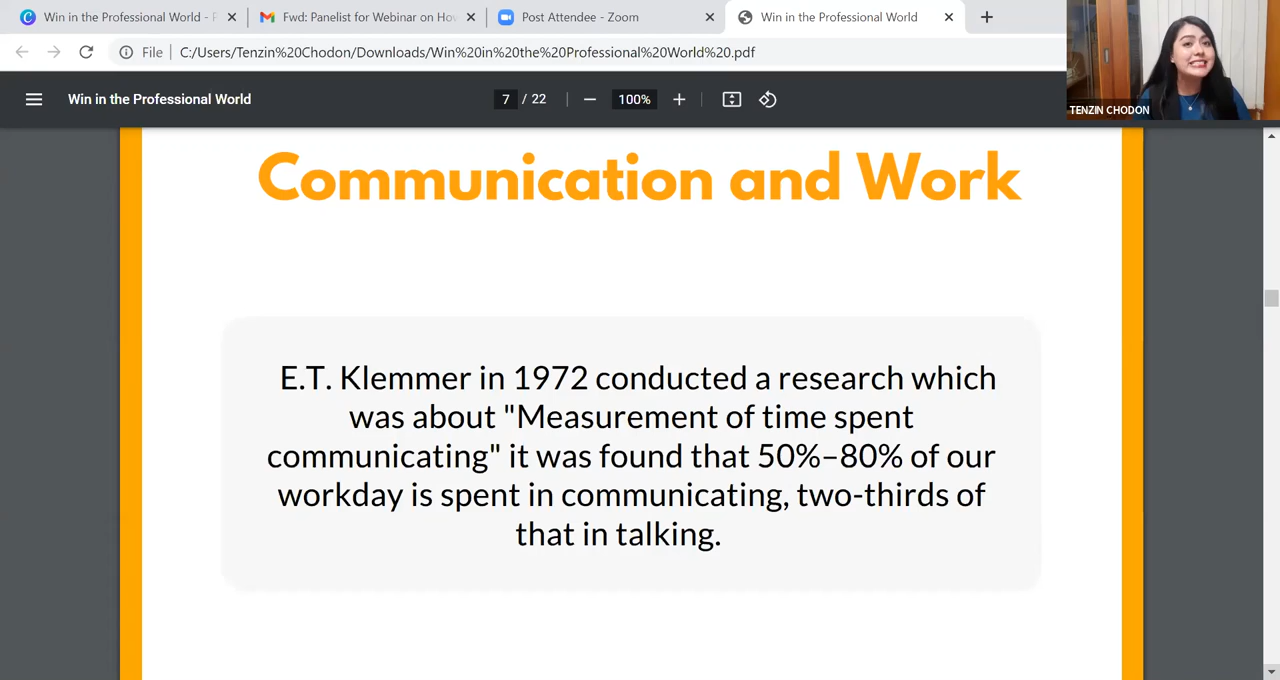 Win in the Professional World - P
Fwd: Panelist for Webinar on How
Post Attendee - Zoom
Win in the Professional World
File
C:/Users/Tenzin%20Chodon/Downloads/Win%20in%20the%20Professional%20World%20.pdf
Win in the Professional World
7 / 22
100%
TENZIN CHODON
Communication and Work
E.T. Klemmer in 1972 conducted a research which
was about "Measurement of time spent
communicating" it was found that 50%–80% of our
workday is spent in communicating, two-thirds of
that in talking.